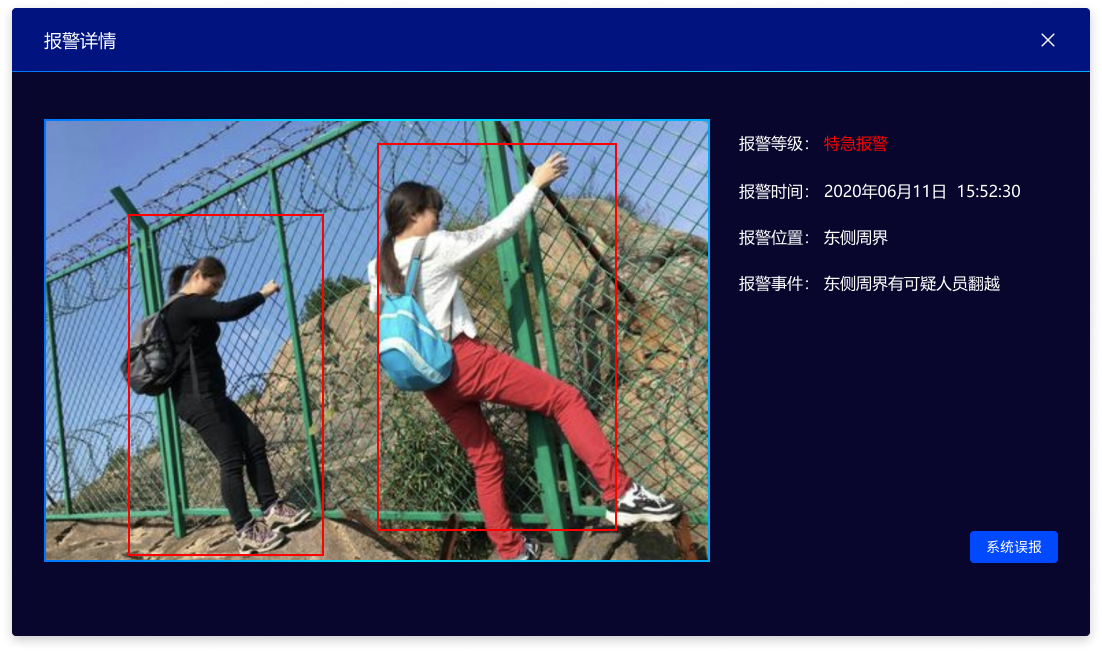 报警详情
报警等级： 特急报警
报警时间： 2020年06月11日 15:52:30
报警位置： 东侧周界
报警事件： 东侧周界有可疑人员翻越
系统误报